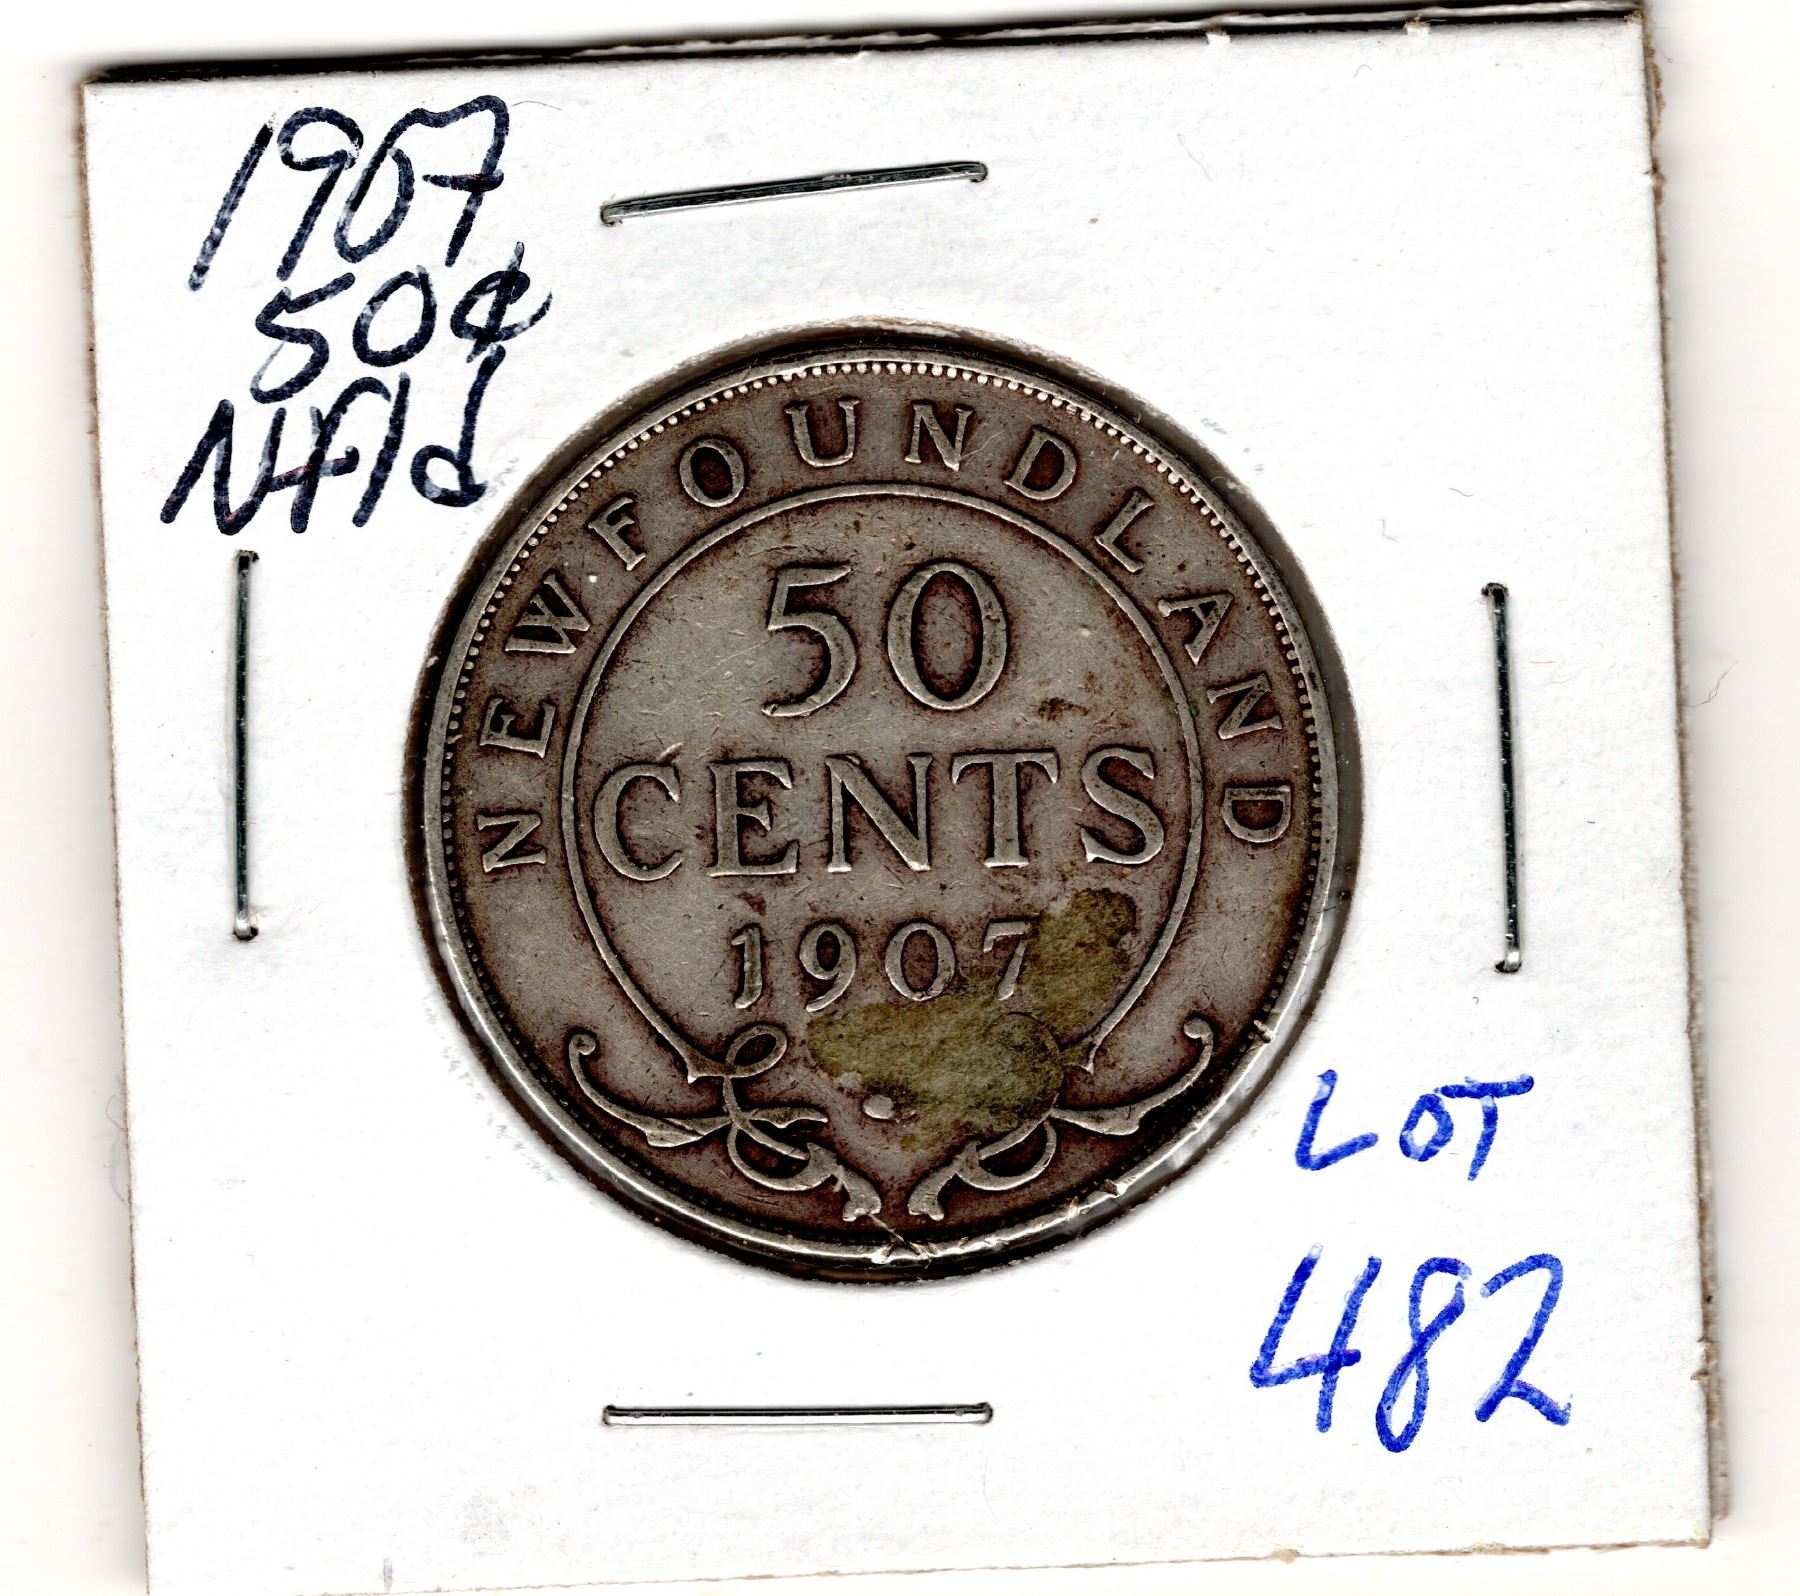 1907
50¢
Nfld
NEWFOUNDLAND
50
CENTS
1907
LOT
482